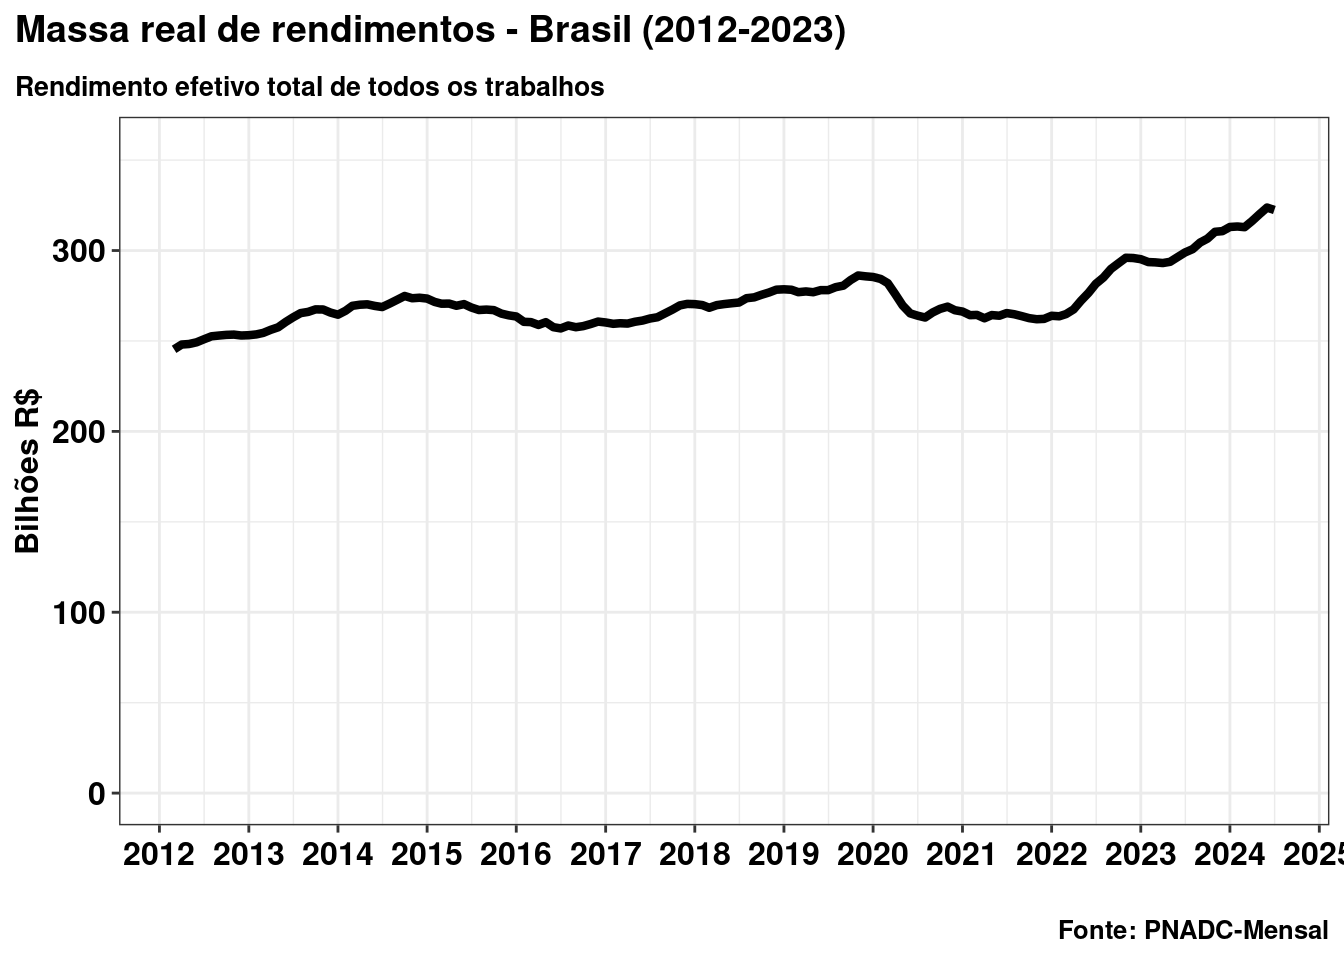 Massa real de rendimentos - Brasil (2012-2023)
Rendimento efetivo total de todos os trabalhos
Bilhões R$
300
200
100
0
2012 2013 2014 2015 2016 2017 2018 2019 2020 2021 2022 2023 2024 2025
Fonte: PNADC-Mensal